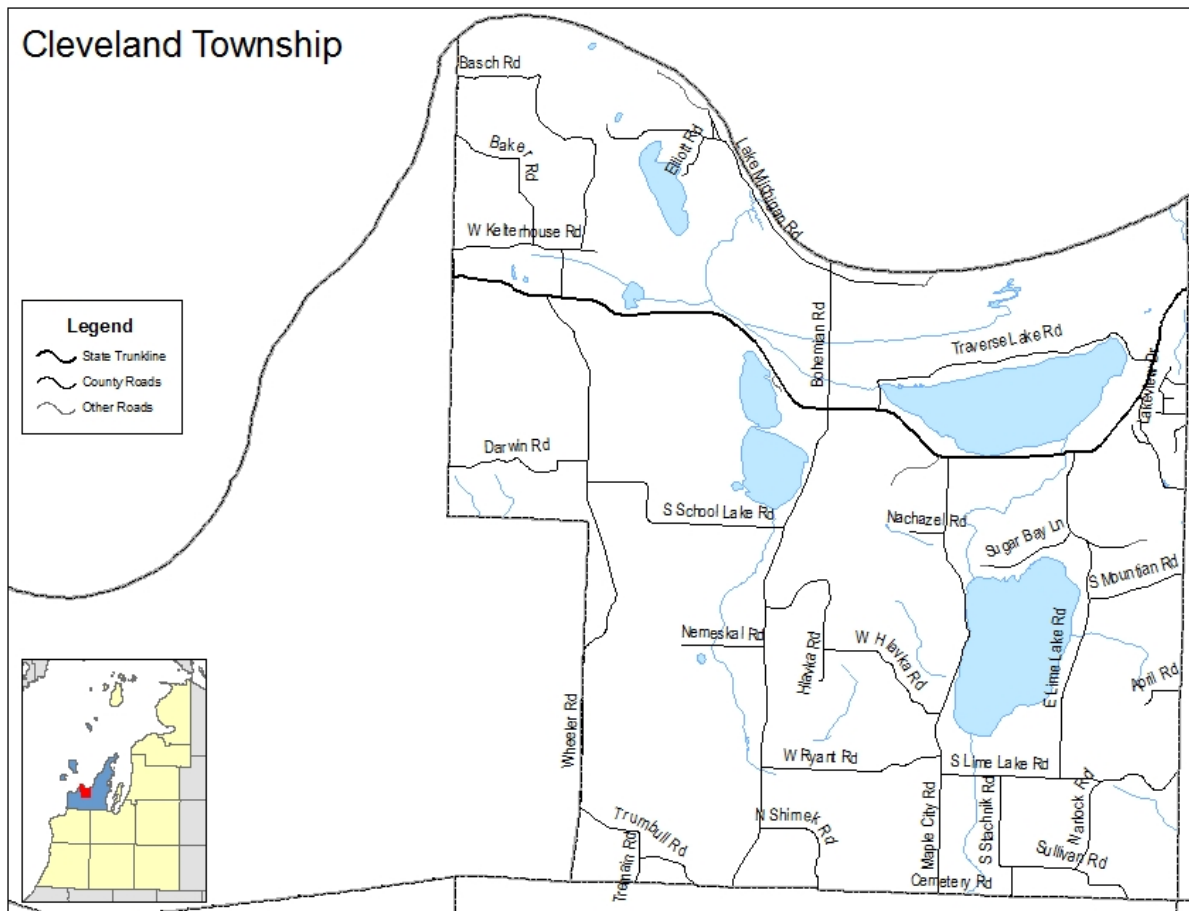 Cleveland Township
Basch Rd
Baker Rd
Elliott Rd
Lake Michigan Rd
W Kelterhouse Rd
Legend
State Trunkline
County Roads
Other Roads
Bohemian Rd
Traverse Lake Rd
Lakeview Dr
Darwin Rd
S School Lake Rd
Nachazel Rd
Sugar Bay Ln
S Mountian Rd
Nemeskal Rd
Hlavka Rd
W Hlavka Rd
E Lime Lake Rd
April Rd
Wheeler Rd
W Ryant Rd
S Lime Lake Rd
Trumbull Rd
Tremain Rd
N Shimek Rd
Maple City Rd
S Stachnik Rd
Narlock Rd
Sullivan Rd
Cemetery Rd